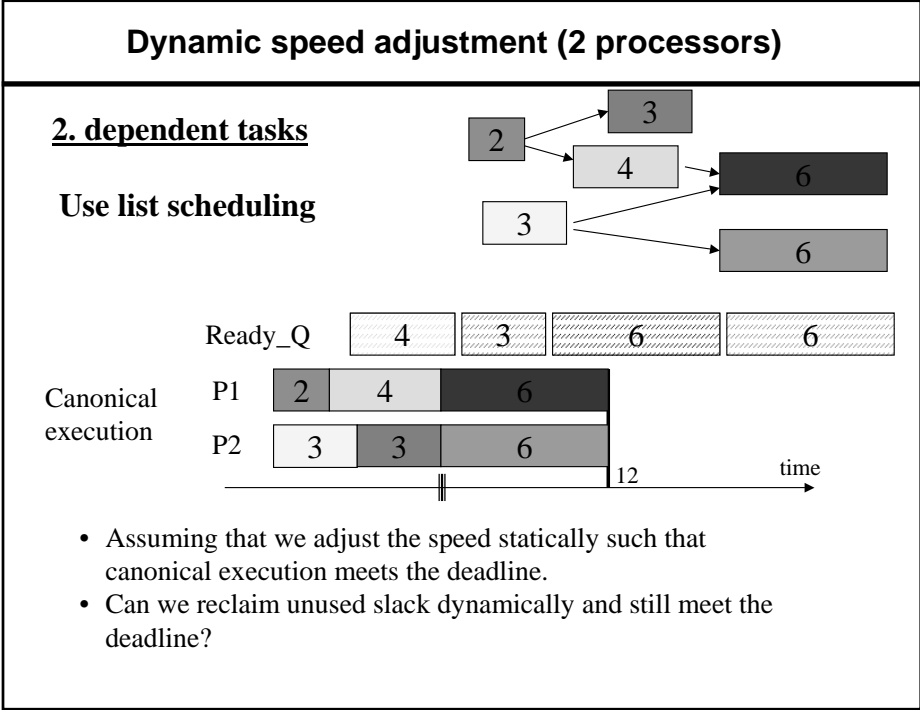 Dynamic speed adjustment (2 processors)
2. dependent tasks
Use list scheduling
2
3
4
3
6
6
Ready_Q 4 3 6 6
Canonical
execution
P1 2 4 6
P2 3 3 6
12
time
• Assuming that we adjust the speed statically such that
canonical execution meets the deadline.
• Can we reclaim unused slack dynamically and still meet the
deadline?